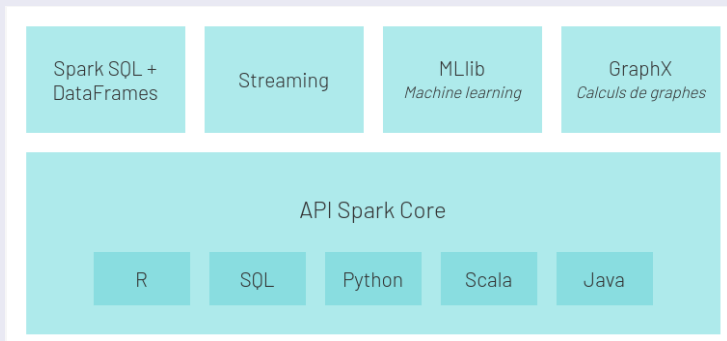 Spark SQL +
DataFrames
Streaming
MLlib
Machine learning
GraphX
Calculs de graphes
API Spark Core
R
SQL
Python
Scala
Java